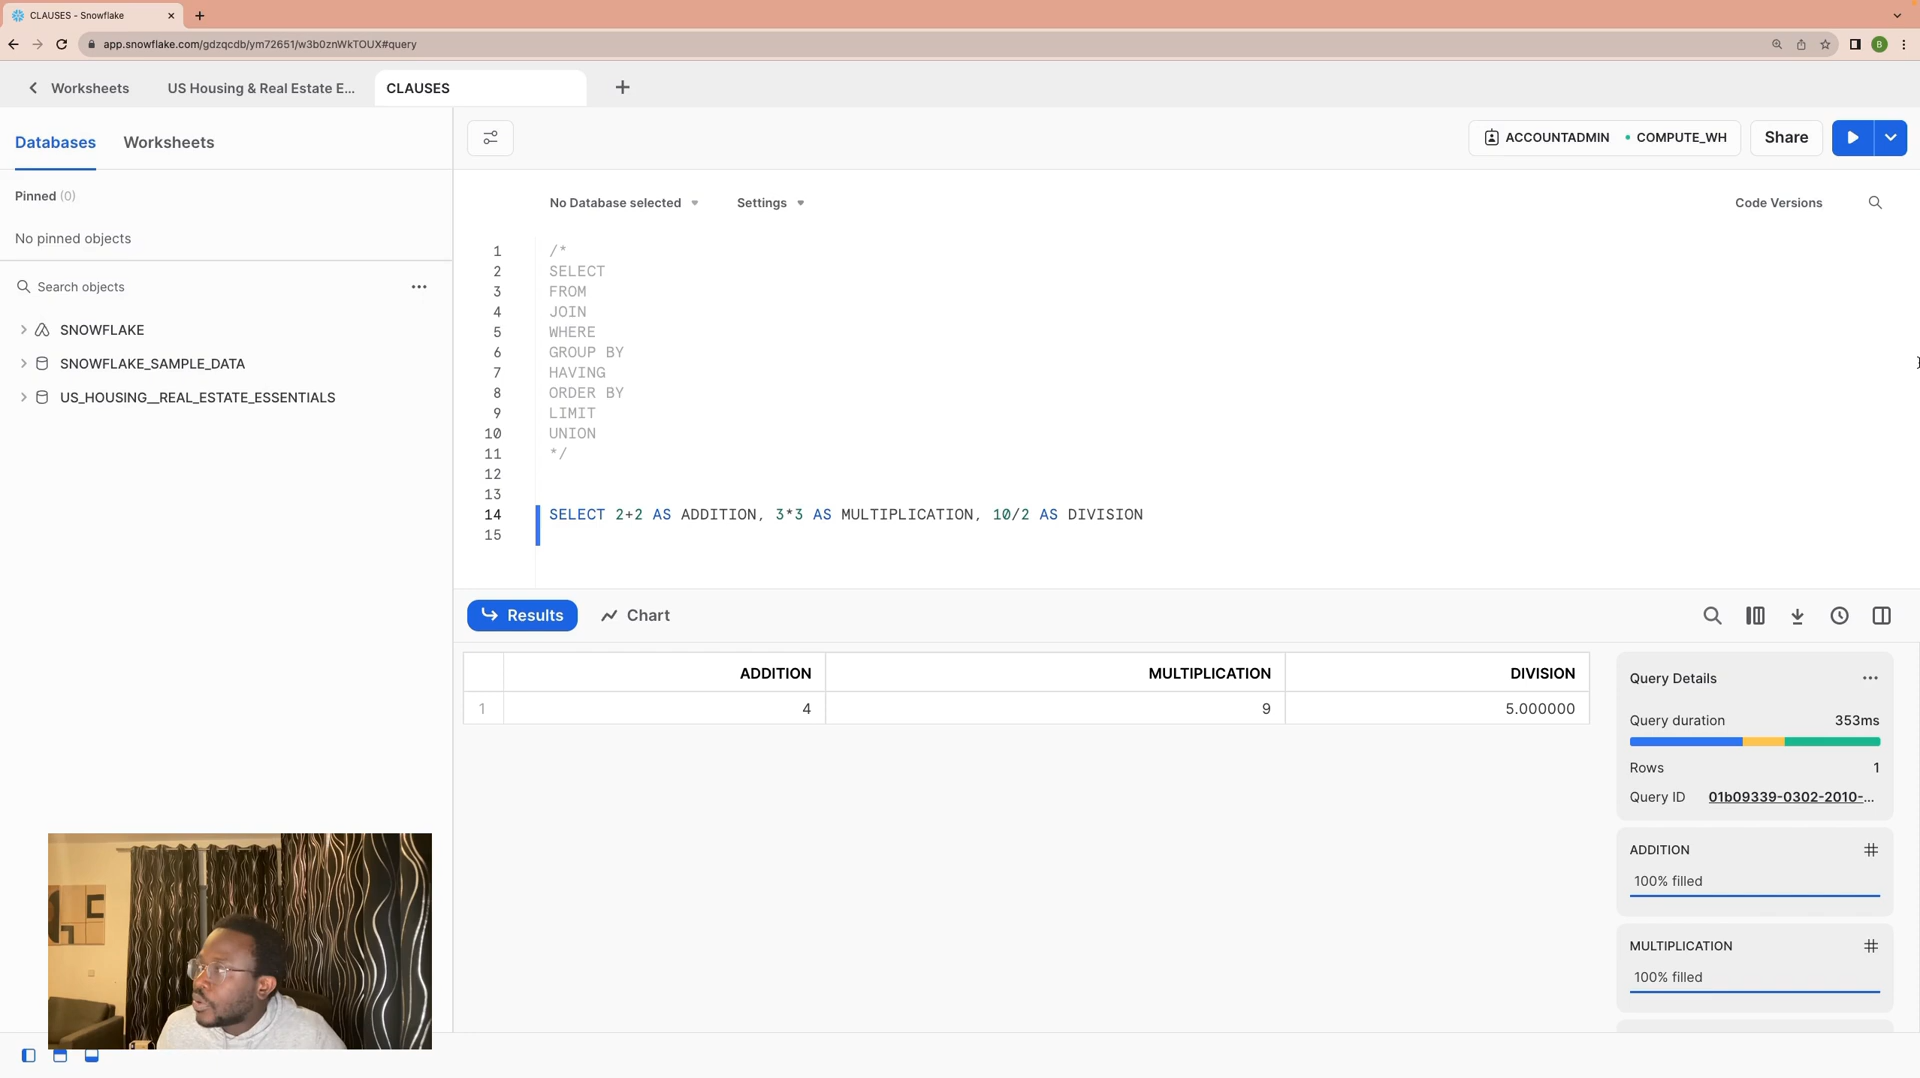 CLAUSES - Snowflake
app.snowflake.com/gdzqcdb/ym72651/w3b0znWkTOUX#query
B
Worksheets
US Housing & Real Estate E...
CLAUSES
Databases
Worksheets
ACCOUNTADMIN
COMPUTE_WH
Share
Pinned (0)
No pinned objects
Search objects
SNOWFLAKE
SNOWFLAKE_SAMPLE_DATA
US_HOUSING__REAL_ESTATE_ESSENTIALS
No Database selected
Settings
Code Versions
1 /*
2 SELECT
3 FROM
4 JOIN
5 WHERE
6 GROUP BY
7 HAVING
8 ORDER BY
9 LIMIT
10 UNION
11 */
12
13
14 SELECT 2+2 AS ADDITION, 3*3 AS MULTIPLICATION, 10/2 AS DIVISION
15
Results
Chart
ADDITION MULTIPLICATION DIVISION
1 4 9 5.000000
Query Details
Query duration 353ms
Rows 1
Query ID 01b09339-0302-2010-...
ADDITION
100% filled
MULTIPLICATION
100% filled